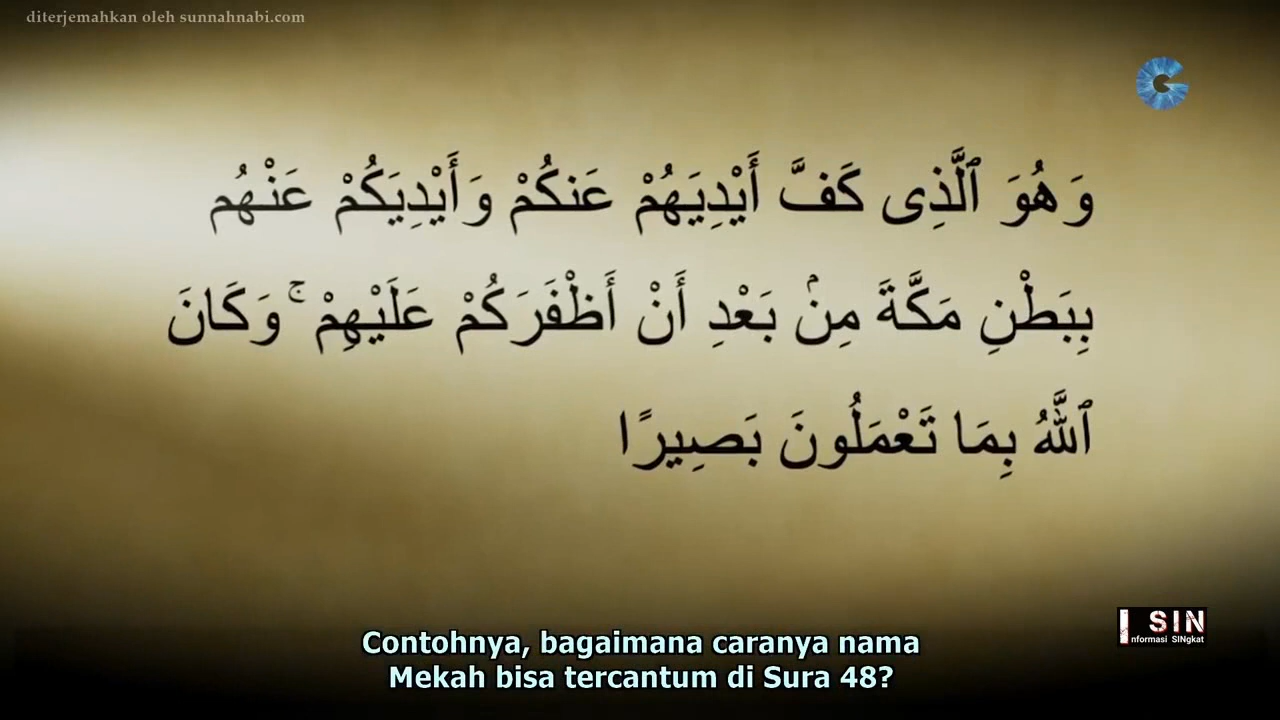 diterjemahkan oleh sunnahnabi.com
وَهُوَ ٱلَّذِى كَفَّ أَيْدِيَهُمْ عَنكُمْ وَأَيْدِيَكُمْ عَنْهُم
بِبَطْنِ مَكَّةَ مِنۢ بَعْدِ أَنْ أَظْفَرَكُمْ عَلَيْهِمْ ۚ وَكَانَ
ٱللَّهُ بِمَا تَعْمَلُونَ بَصِيرًا
I SIN
nformasi SINgkat
Contohnya, bagaimana caranya nama
Mekah bisa tercantum di Sura 48?